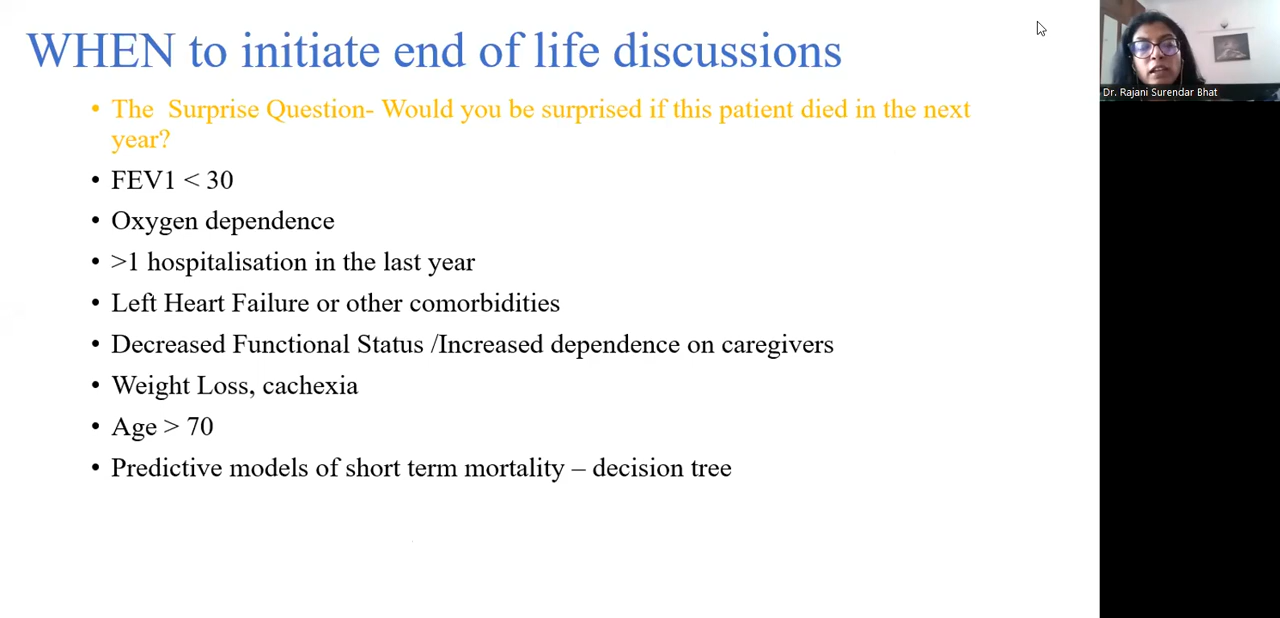 WHEN to initiate end of life discussions
• The  Surprise Question- Would you be surprised if this patient died in the next
year?
• FEV1 < 30
• Oxygen dependence
• >1 hospitalisation in the last year
• Left Heart Failure or other comorbidities
• Decreased Functional Status /Increased dependence on caregivers
• Weight Loss, cachexia
• Age > 70
• Predictive models of short term mortality – decision tree
Dr. Rajani Surendar Bhat